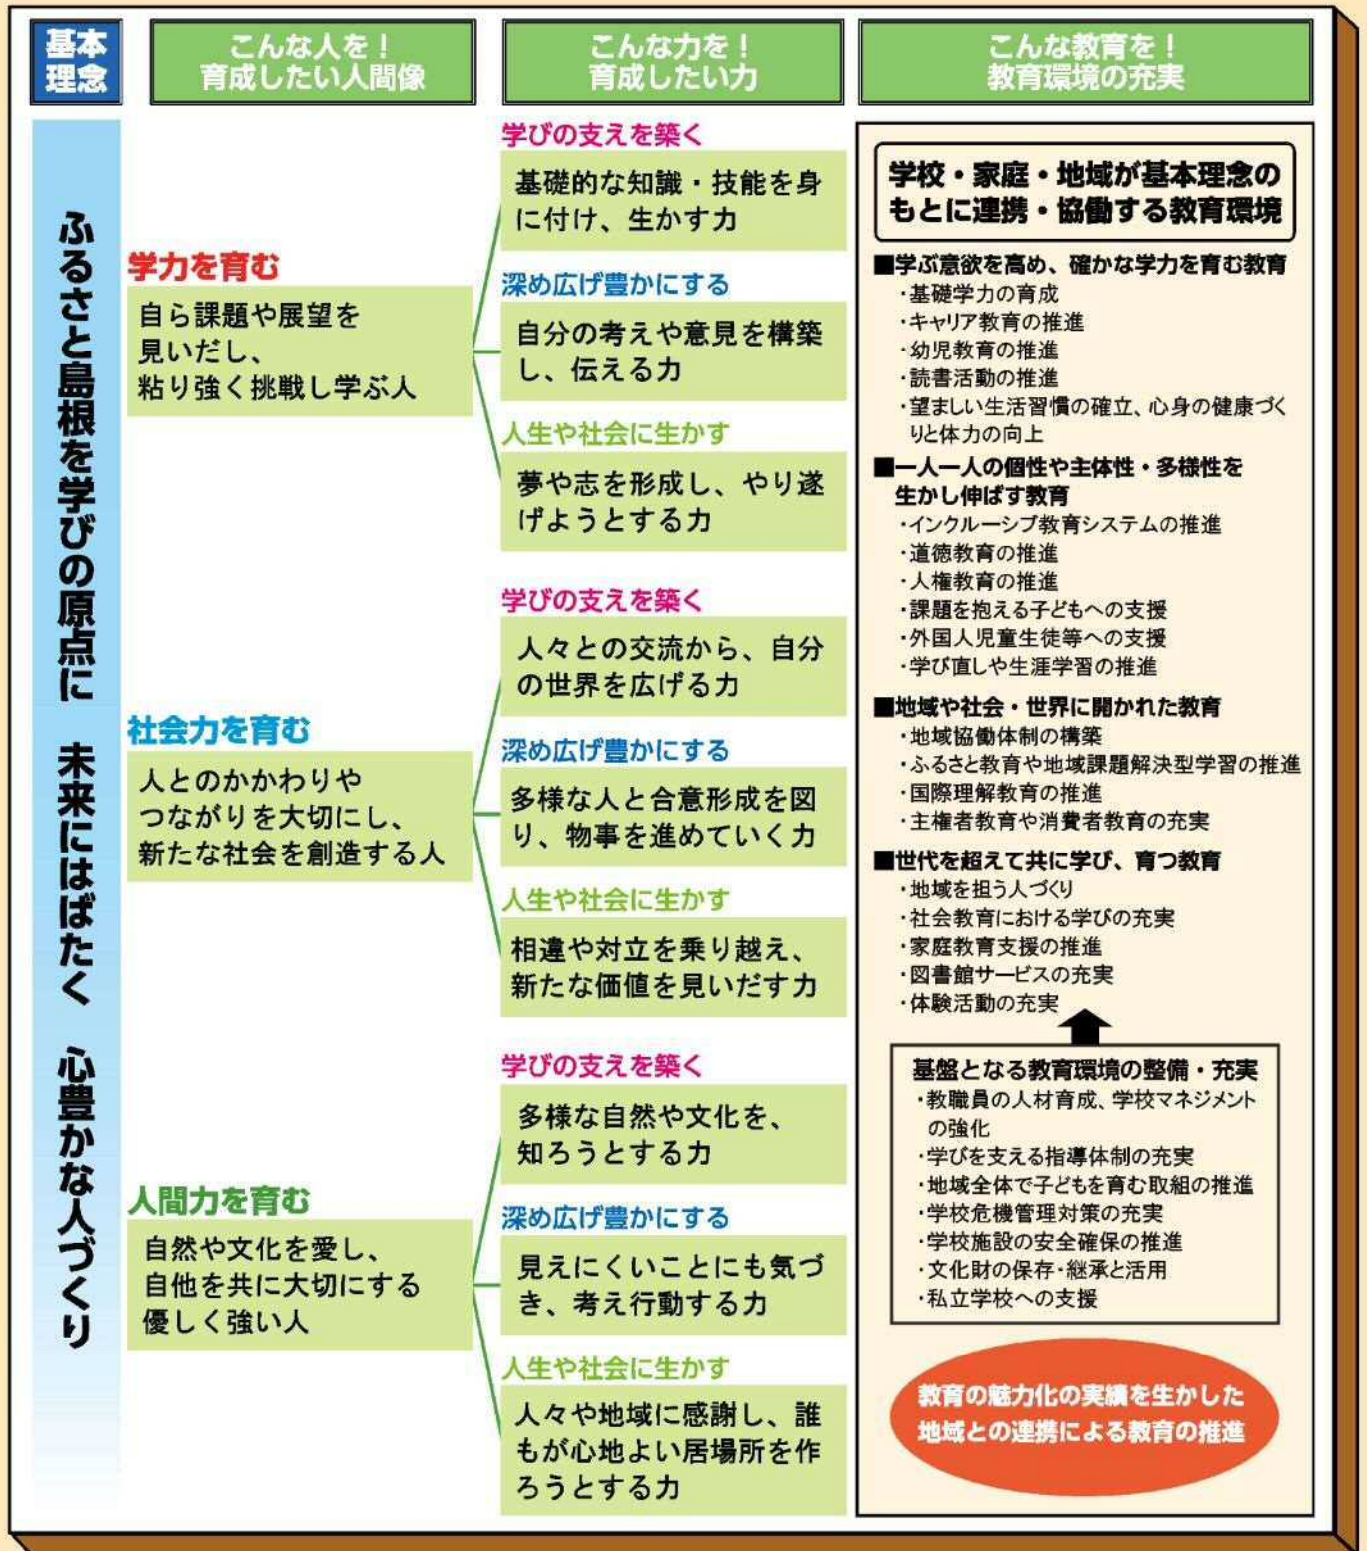 基本
理念
こんな人を！
育成したい人間像
こんな力を！
育成したい力
こんな教育を！
教育環境の充実
ふるさと島根を学びの原点に　未来にはばたく　心豊かな人づくり
学力を育む
自ら課題や展望を
見いだし、
粘り強く挑戦し学ぶ人
学びの支えを築く
基礎的な知識・技能を身
に付け、生かす力
深め広げ豊かにする
自分の考えや意見を構築
し、伝える力
人生や社会に生かす
夢や志を形成し、やり遂
げようとする力
社会力を育む
人とのかかわりや
つながりを大切にし、
新たな社会を創造する人
学びの支えを築く
人々との交流から、自分
の世界を広げる力
深め広げ豊かにする
多様な人と合意形成を図
り、物事を進めていく力
人生や社会に生かす
相違や対立を乗り越え、
新たな価値を見いだす力
人間力を育む
自然や文化を愛し、
自他を共に大切にする
優しく強い人
学びの支えを築く
多様な自然や文化を、
知ろうとする力
深め広げ豊かにする
見えにくいことにも気づ
き、考え行動する力
人生や社会に生かす
人々や地域に感謝し、誰
もが心地よい居場所を作
ろうとする力
学校・家庭・地域が基本理念の
もとに連携・協働する教育環境
■学ぶ意欲を高め、確かな学力を育む教育
・基礎学力の育成
・キャリア教育の推進
・幼児教育の推進
・読書活動の推進
・望ましい生活習慣の確立、心身の健康づく
りと体力の向上
■一人一人の個性や主体性・多様性を
生かし伸ばす教育
・インクルーシブ教育システムの推進
・道徳教育の推進
・人権教育の推進
・課題を抱える子どもへの支援
・外国人児童生徒等への支援
・学び直しや生涯学習の推進
■地域や社会・世界に開かれた教育
・地域協働体制の構築
・ふるさと教育や地域課題解決型学習の推進
・国際理解教育の推進
・主権者教育や消費者教育の充実
■世代を超えて共に学び、育つ教育
・地域を担う人づくり
・社会教育における学びの充実
・家庭教育支援の推進
・図書館サービスの充実
・体験活動の充実
基盤となる教育環境の整備・充実
・教職員の人材育成、学校マネジメント
の強化
・学びを支える指導体制の充実
・地域全体で子どもを育む取組の推進
・学校危機管理対策の充実
・学校施設の安全確保の推進
・文化財の保存・継承と活用
・私立学校への支援
教育の魅力化の実績を生かした
地域との連携による教育の推進